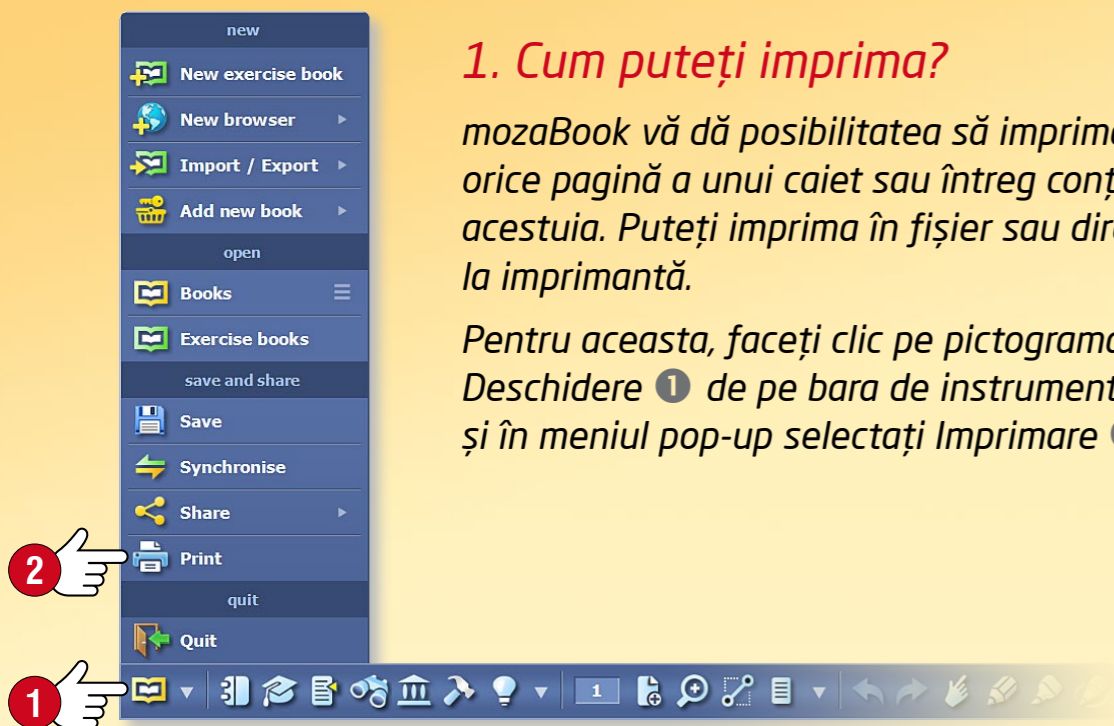 new
New exercise book
New browser
Import / Export
Add new book
open
Books
Exercise books
save and share
Save
Synchronise
Share
2
Print
quit
Quit
1
1
1. Cum puteți imprima?
mozaBook vă dă posibilitatea să imprima
orice pagină a unui caiet sau întreg conț
acestuia. Puteți imprima în fișier sau dire
la imprimantă.
Pentru aceasta, faceți clic pe pictograma
Deschidere 1 de pe bara de instrument
și în meniul pop-up selectați Imprimare